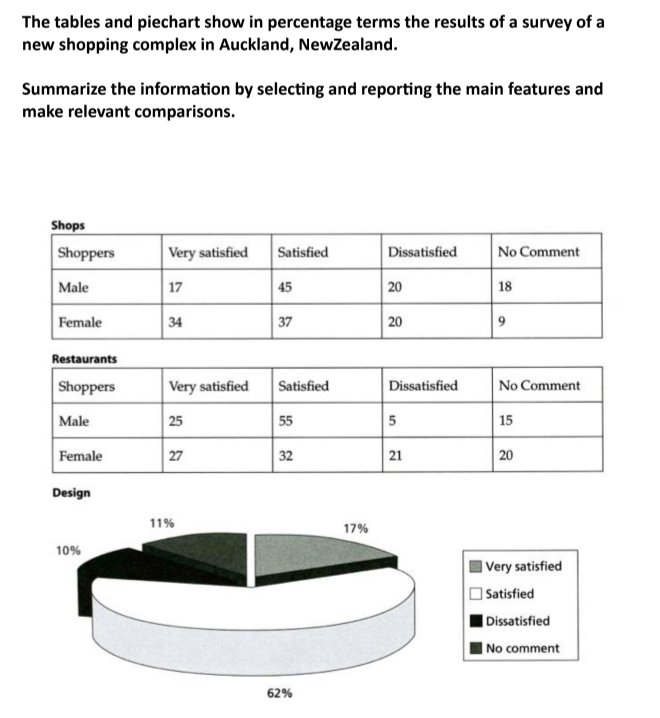 The tables and piechart show in percentage terms the results of a survey of a
new shopping complex in Auckland, NewZealand.
Summarize the information by selecting and reporting the main features and
make relevant comparisons.
Shops
Shoppers Very satisfied Satisfied Dissatisfied No Comment
Male 17 45 20 18
Female 34 37 20 9
Restaurants
Shoppers Very satisfied Satisfied Dissatisfied No Comment
Male 25 55 5 15
Female 27 32 21 20
Design
11%
17%
10%
62%
Very satisfied
Satisfied
Dissatisfied
No comment